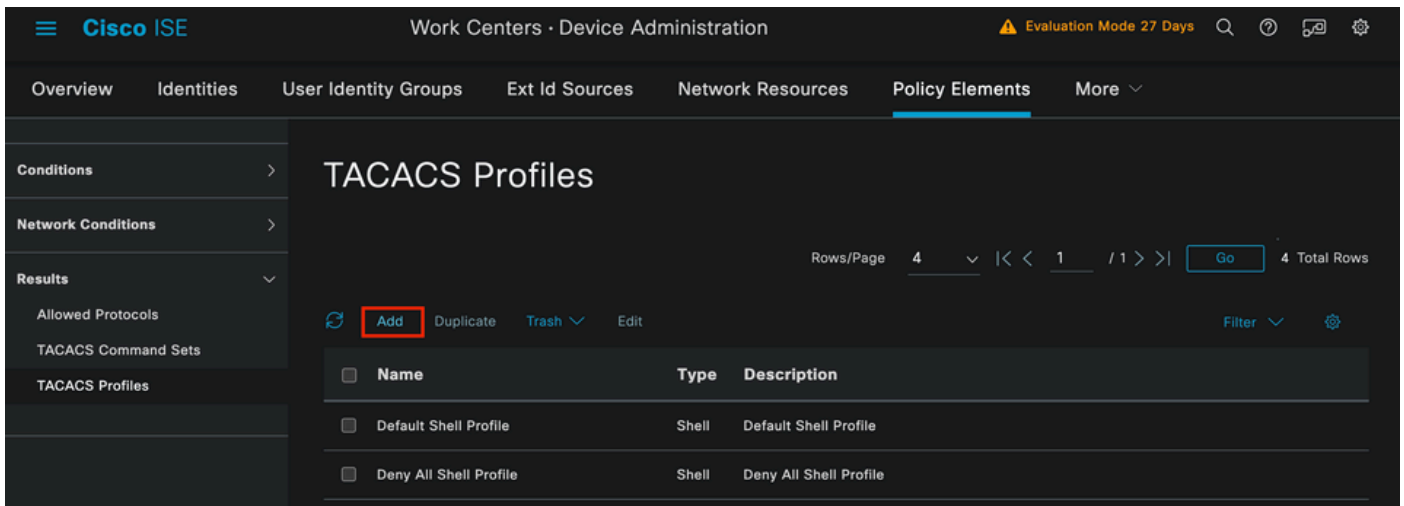 Cisco ISE Work Centers · Device Administration Evaluation Mode 27 Days
Overview Identities User Identity Groups Ext Id Sources Network Resources Policy Elements More
Conditions
Network Conditions
Results
Allowed Protocols
TACACS Command Sets
TACACS Profiles
TACACS Profiles
Rows/Page 4 1 / 1 Go 4 Total Rows
Add Duplicate Trash Edit Filter
Name Type Description
Default Shell Profile Shell Default Shell Profile
Deny All Shell Profile Shell Deny All Shell Profile